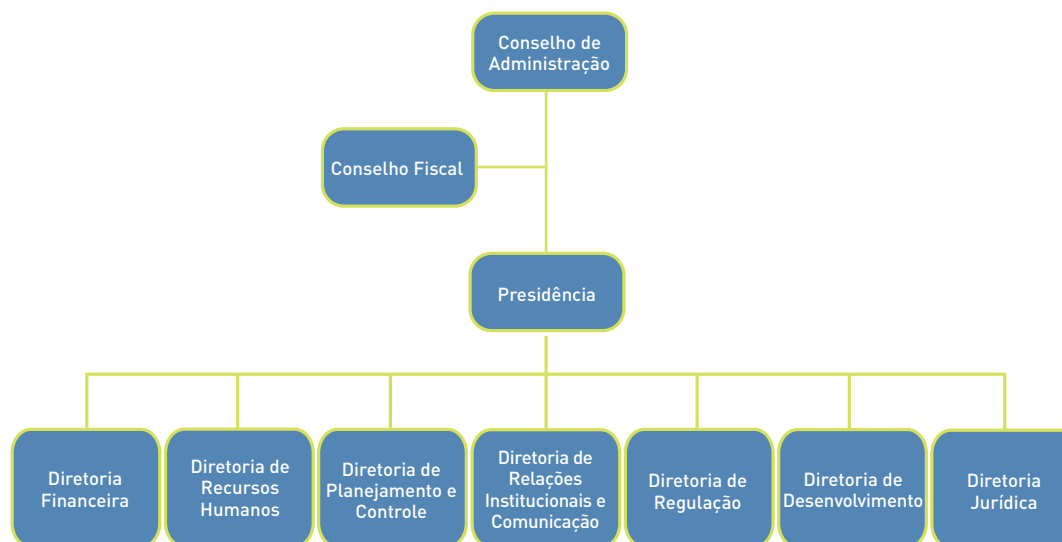 Conselho de
Administração
Conselho Fiscal
Presidência
Diretoria
Financeira
Diretoria de
Recursos
Humanos
Diretoria de
Planejamento e
Controle
Diretoria de
Relações
Institucionais e
Comunicação
Diretoria de
Regulação
Diretoria de
Desenvolvimento
Diretoria
Jurídica